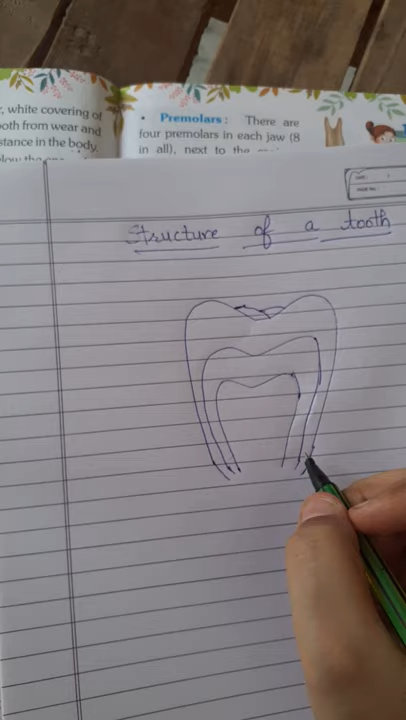 , white covering of
ooth from wear and
stance in the body.
• Premolars: There are
four premolars in each jaw (8
in all), next to the
Structure of a tooth